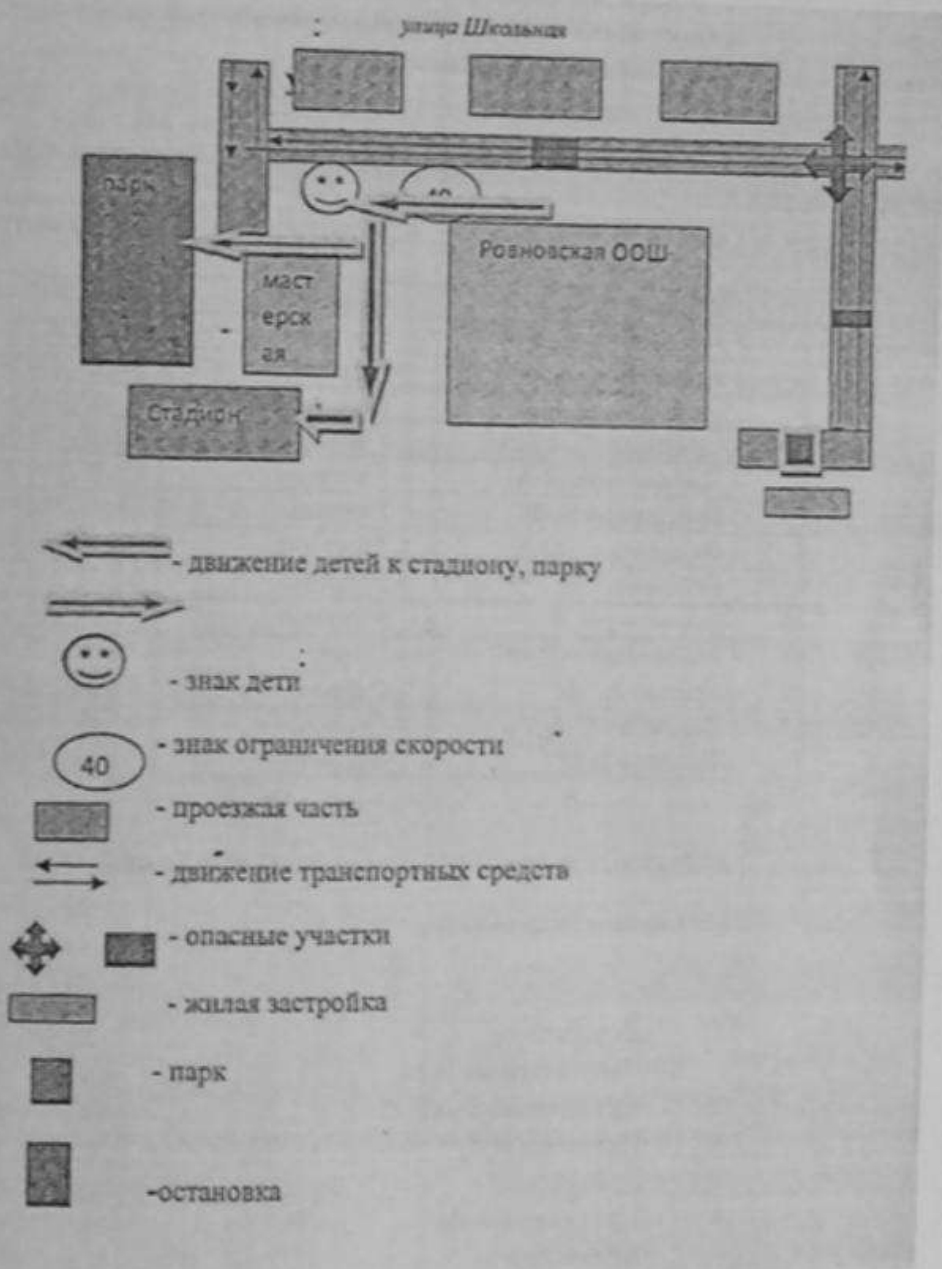 улица Школьная
парк
40
Ровновская ООШ
маст
ерск
ая
Стадион
- движение детей к стадиону, парку
- знак дети
- знак ограничения скорости
40
- проезжая часть
- движение транспортных средств
- опасные участки
- жилая застройка
- парк
-остановка